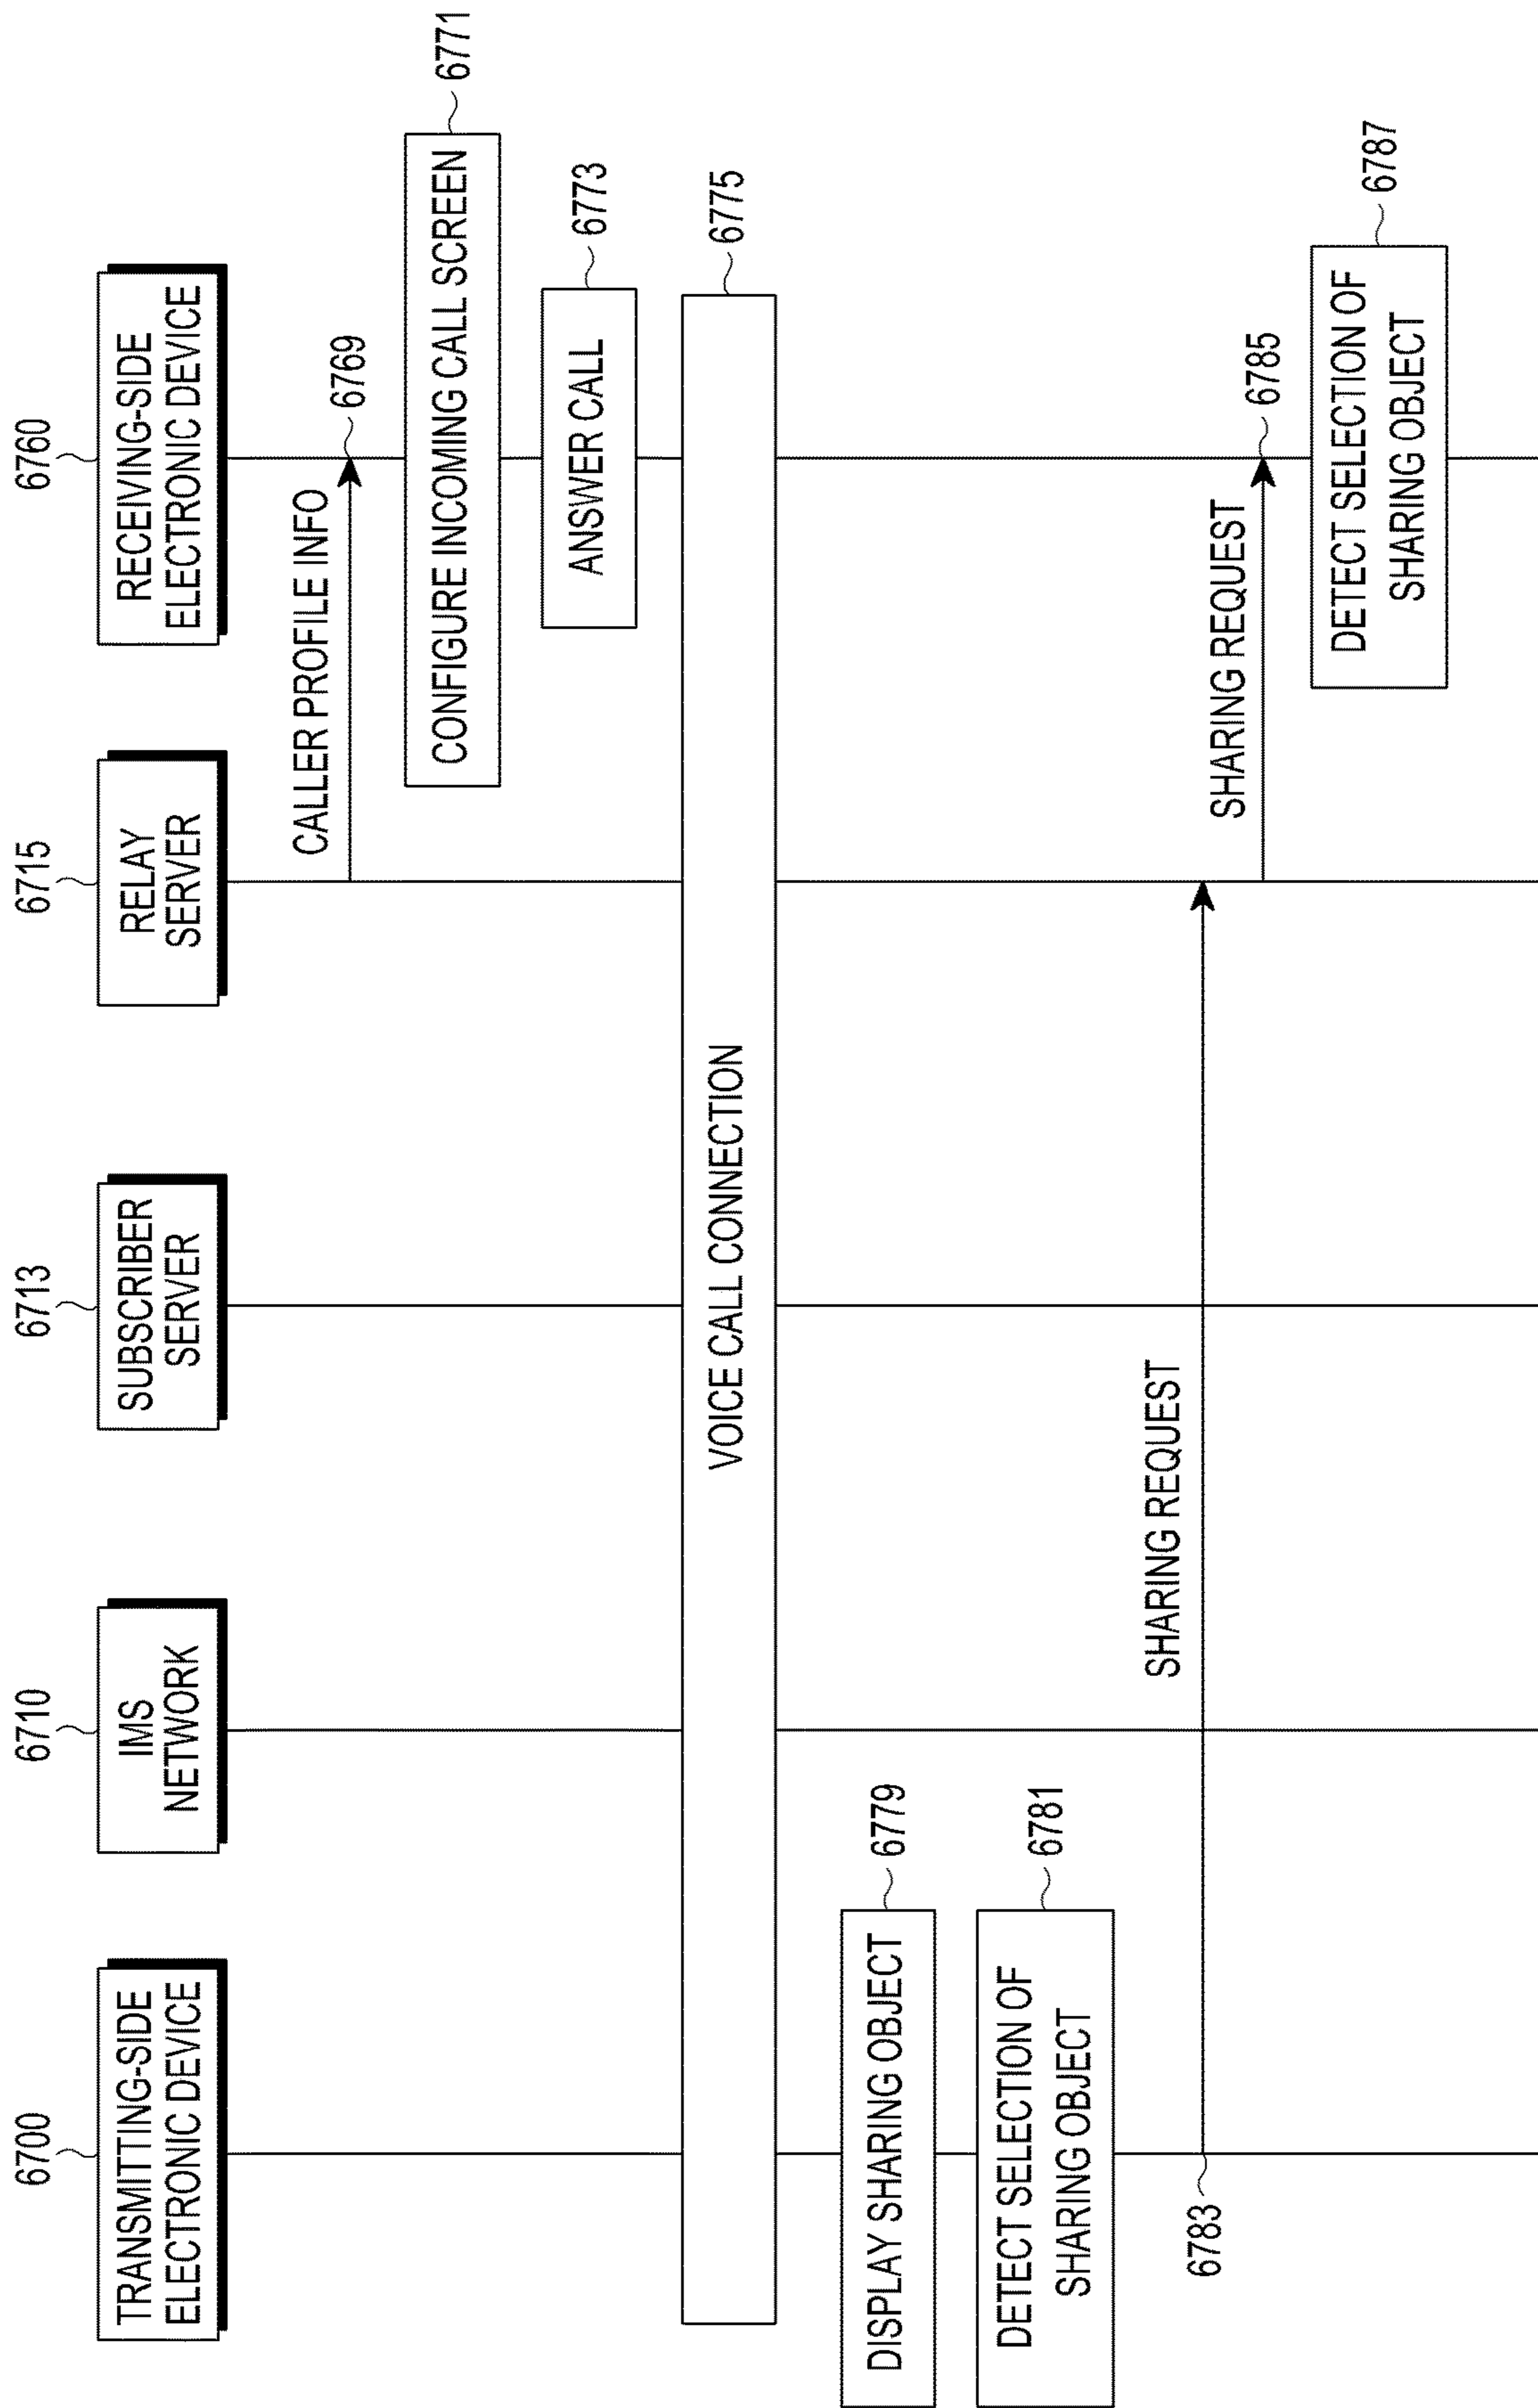 6700
TRANSMITTING-SIDE
ELECTRONIC DEVICE
6710
IMS
NETWORK
6713
SUBSCRIBER
SERVER
6715
RELAY
SERVER
6760
RECEIVING-SIDE
ELECTRONIC DEVICE
CALLER PROFILE INFO
6769
CONFIGURE INCOMING CALL SCREEN
6771
ANSWER CALL
6773
VOICE CALL CONNECTION
6775
DISPLAY SHARING OBJECT
6779
DETECT SELECTION OF
SHARING OBJECT
6781
SHARING REQUEST
6783
SHARING REQUEST
6785
DETECT SELECTION OF
SHARING OBJECT
6787